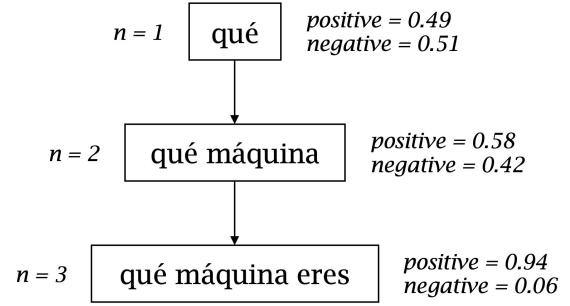 n = 1
qué
positive = 0.49
negative = 0.51
n = 2
qué máquina
positive = 0.58
negative = 0.42
n = 3
qué máquina eres
positive = 0.94
negative = 0.06